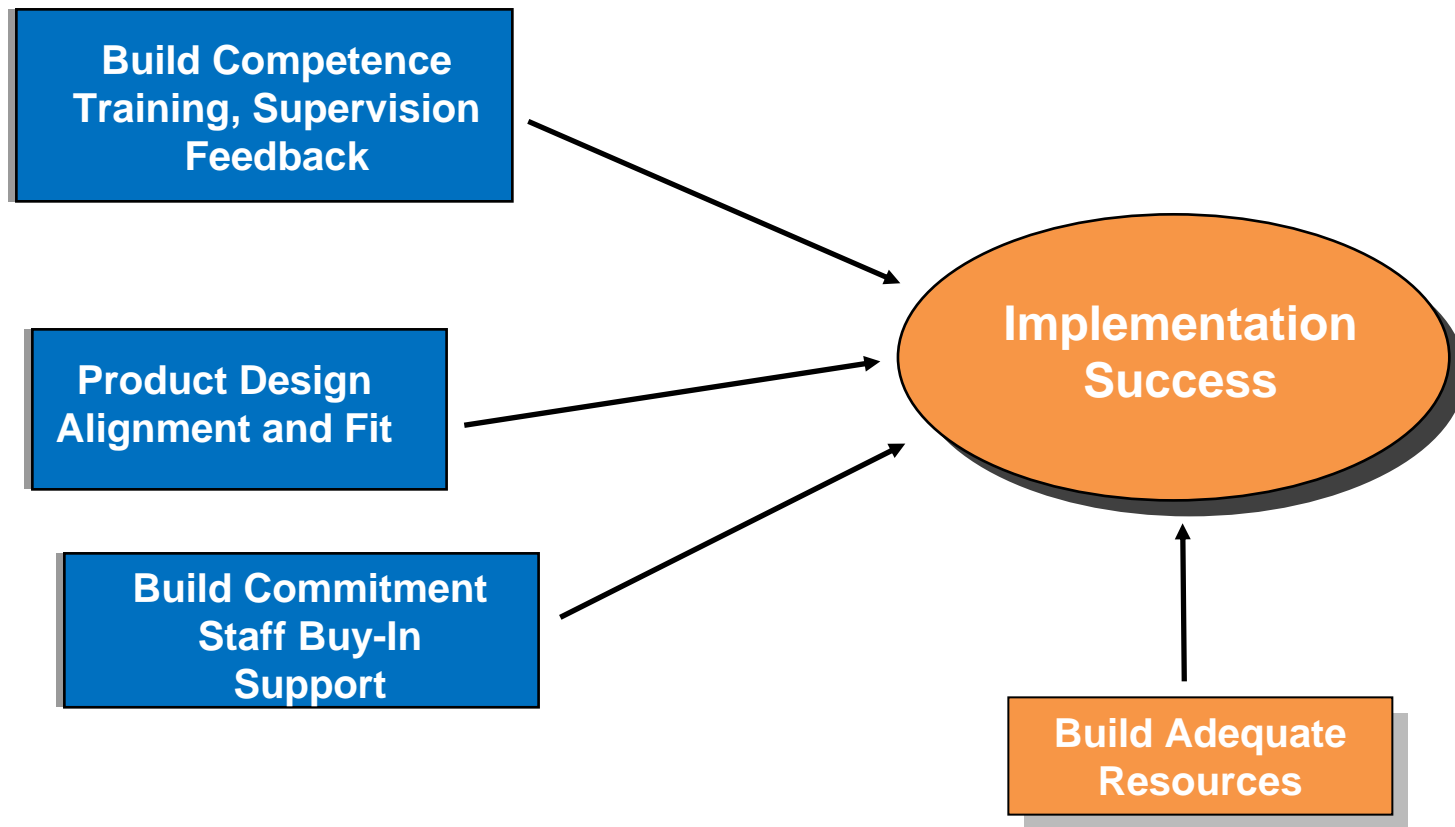 Build Competence
Training, Supervision
Feedback
Implementation
Success
Product Design
Alignment and Fit
Build Commitment
Staff Buy-In
Support
Build Adequate
Resources